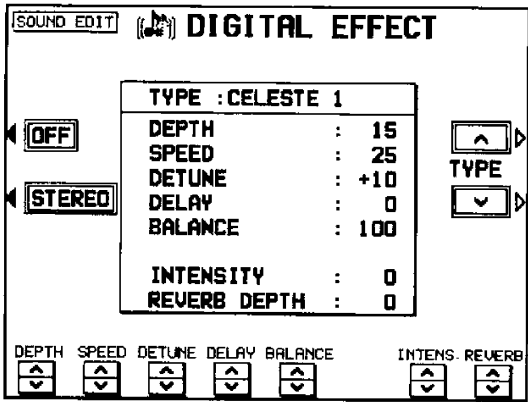 SOUND EDIT DIGITAL EFFECT
TYPE :CELESTE 1
DEPTH : 15
SPEED : 25
DETUNE : +10
DELAY : 0
BALANCE : 100
INTENSITY : 0
REVERB DEPTH : 0
OFF
STEREO
TYPE
DEPTH SPEED DETUNE DELAY BALANCE INTENS. REVERB